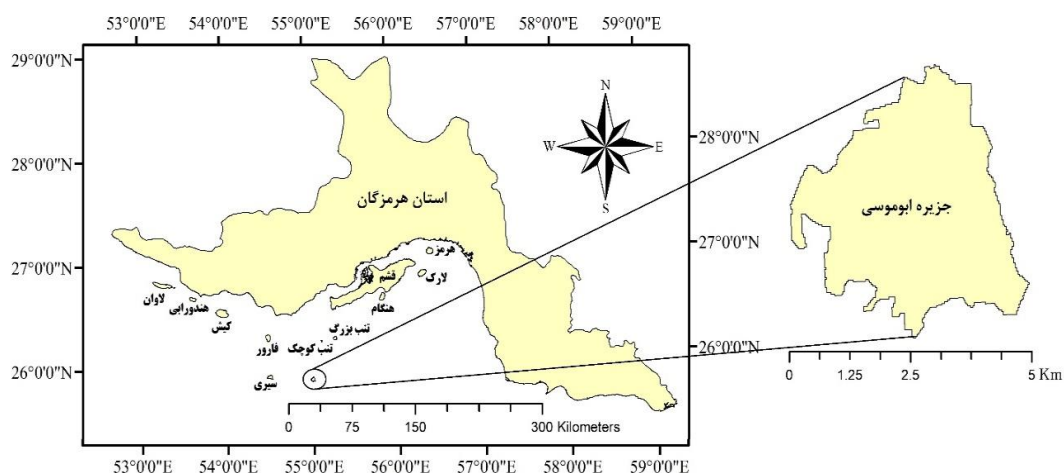 53°0'0"E 54°0'0"E 55°0'0"E 56°0'0"E 57°0'0"E 58°0'0"E 59°0'0"E
29°0'0"N
28°0'0"N
27°0'0"N
26°0'0"N
28°0'0"N
27°0'0"N
26°0'0"N
N
W
E
S
استان هرمزگان
هرمز
قشم
لارک
هنگام
لاوان
هندورابی
کیش
تنب بزرگ
فارور
تنب کوچک
سیری
0 75 150 300 Kilometers
53°0'0"E 54°0'0"E 55°0'0"E 56°0'0"E 57°0'0"E 58°0'0"E 59°0'0"E
جزیره ابوموسی
0 1.25 2.5 5 Km